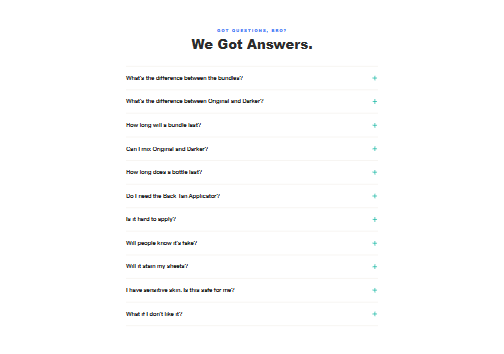 GOT QUESTIONS, BRO?
We Got Answers.
What's the difference between the bundles? +
What's the difference between Original and Darker? +
How long will a bundle last? +
Can I mix Original and Darker? +
How long does a bottle last? +
Do I need the Back Tan Applicator? +
Is it hard to apply? +
Will people know it's fake? +
Will it stain my sheets? +
I have sensitive skin. Is this safe for me? +
What if I don't like it? +